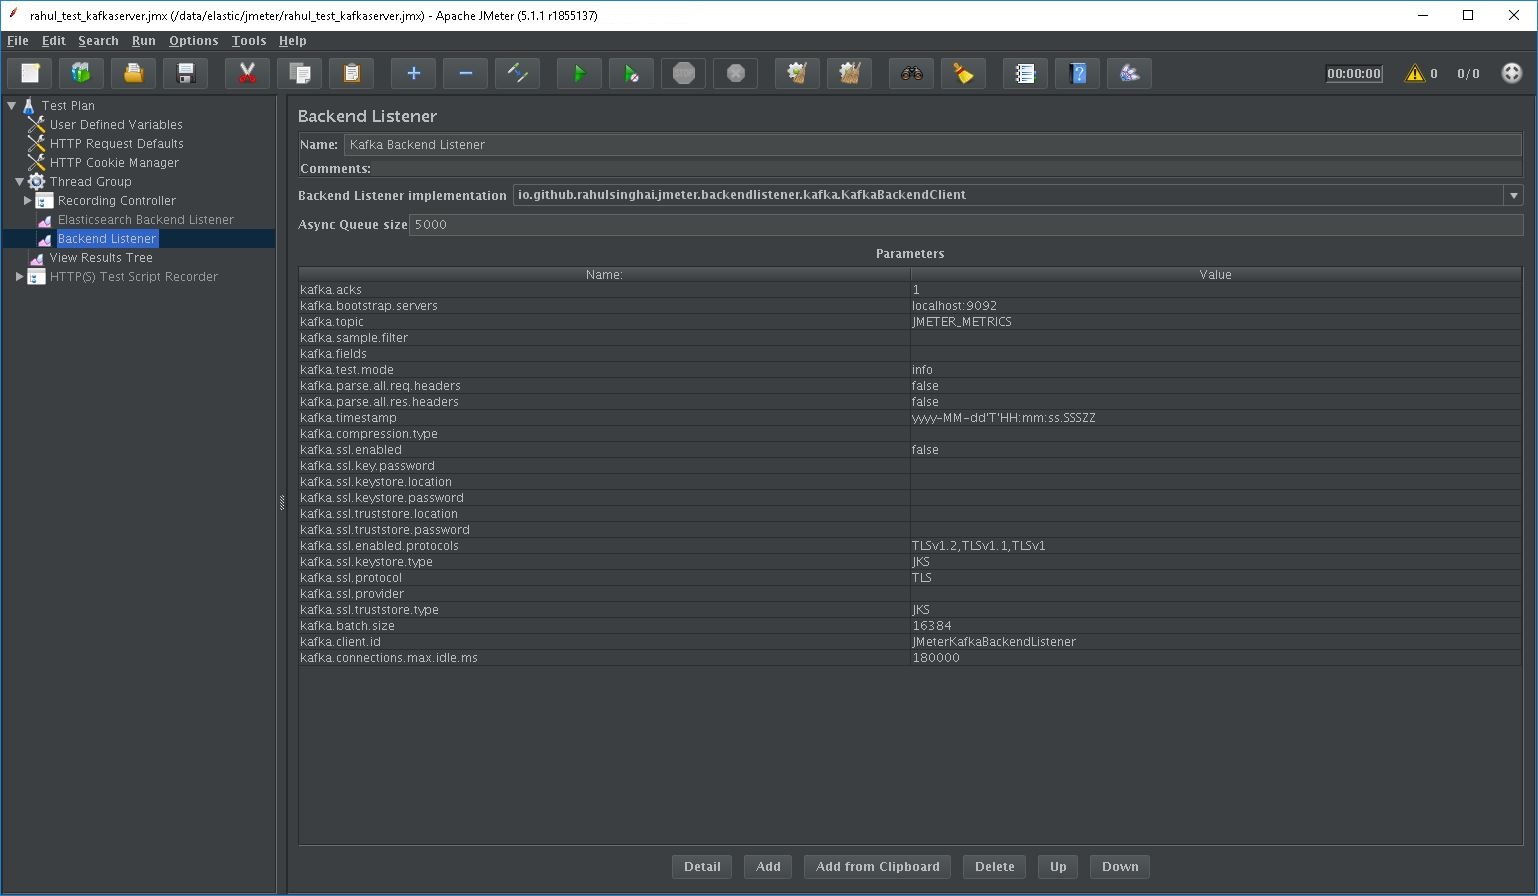 rahul_test_kafkaserver.jmx (/data/elastic/jmeter/rahul_test_kafkaserver.jmx) - Apache JMeter (5.1.1 r1855137)
File Edit Search Run Options Tools Help
STOP 00:00:00 0 0/0
Test Plan
User Defined Variables
HTTP Request Defaults
HTTP Cookie Manager
Thread Group
Recording Controller
Elasticsearch Backend Listener
Backend Listener
View Results Tree
HTTP(S) Test Script Recorder
Backend Listener
Name: Kafka Backend Listener
Comments:
Backend Listener implementation io.github.rahulsinghai.jmeter.backendlistener.kafka.KafkaBackendClient
Async Queue size 5000
Parameters
Name: Value
kafka.acks 1
kafka.bootstrap.servers localhost:9092
kafka.topic JMETER_METRICS
kafka.sample.filter
kafka.fields
kafka.test.mode info
kafka.parse.all.req.headers false
kafka.parse.all.res.headers false
kafka.timestamp yyyy-MM-dd'T'HH:mm:ss.SSSZZ
kafka.compression.type
kafka.ssl.enabled false
kafka.ssl.key.password
kafka.ssl.keystore.location
kafka.ssl.keystore.password
kafka.ssl.truststore.location
kafka.ssl.truststore.password
kafka.ssl.enabled.protocols TLSv1.2,TLSv1.1,TLSv1
kafka.ssl.keystore.type JKS
kafka.ssl.protocol TLS
kafka.ssl.provider
kafka.ssl.truststore.type JKS
kafka.batch.size 16384
kafka.client.id JMeterKafkaBackendListener
kafka.connections.max.idle.ms 180000
Detail Add Add from Clipboard Delete Up Down